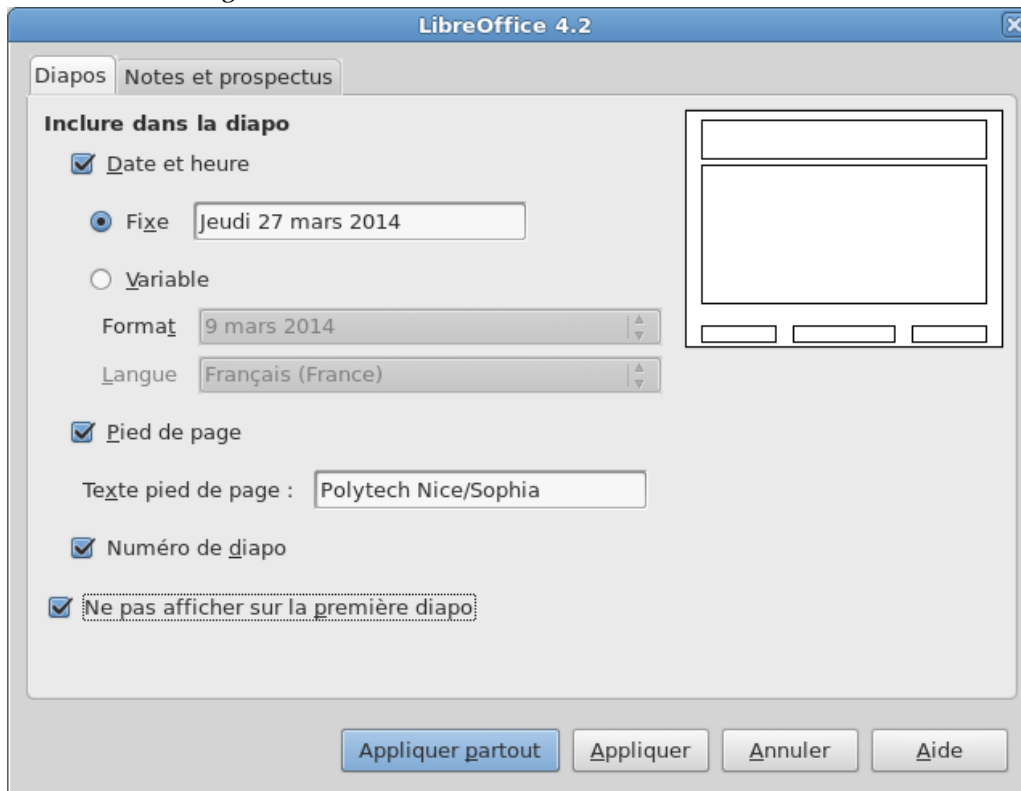 LibreOffice 4.2
Diapos
Notes et prospectus
Inclure dans la diapo
Date et heure
Fixe
Jeudi 27 mars 2014
Variable
Format
9 mars 2014
Langue
Français (France)
Pied de page
Texte pied de page :
Polytech Nice/Sophia
Numéro de diapo
Ne pas afficher sur la première diapo
Appliquer partout
Appliquer
Annuler
Aide